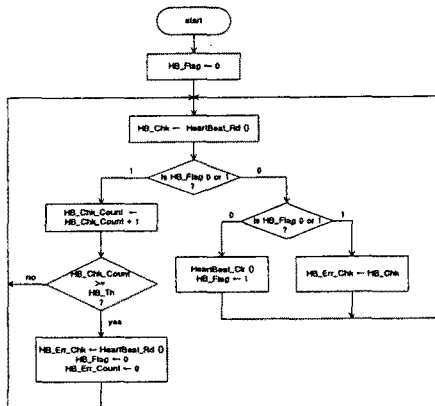 start
HB_Flag ← 0
HB_Chk ← HeartBeat_Rd ()
Is HB_Flag 0 or 1
?
1
0
HB_Chk_Count ←
HB_Chk_Count + 1
Is HB_Flag 0 or 1
?
0
1
HB_Chk_Count
>=
HB_Th
?
no
yes
HeartBeat_Clr ()
HB_Flag ← 1
HB_Err_Chk ← HB_Chk
HB_Err_Chk ← HeartBeat_Rd ()
HB_Flag ← 0
HB_Err_Count ← 0